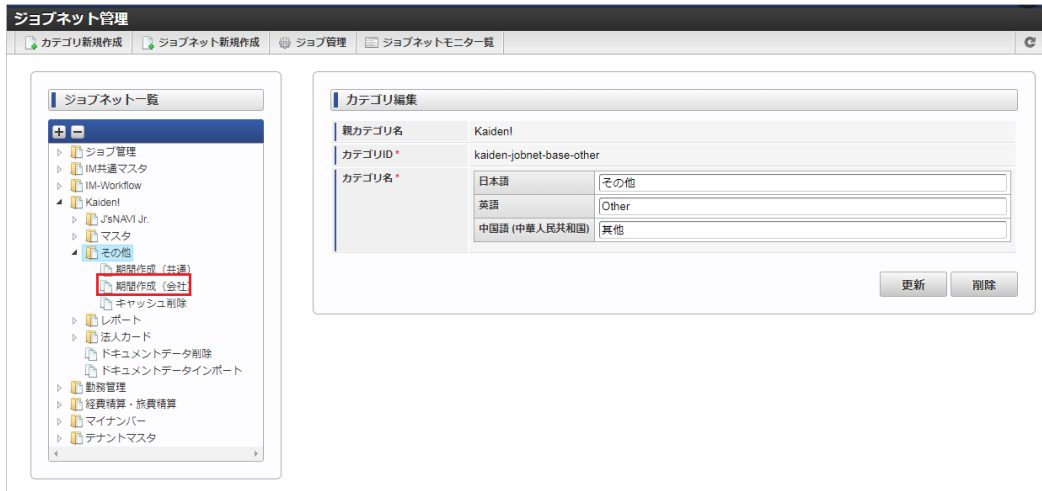 ジョブネット管理
カテゴリ新規作成 ジョブネット新規作成 ジョブ管理 ジョブネットモニター覧
ジョブネット一覧
ジョブ管理
IM共通マスタ
IM-Workflow
Kaiden!
J'sNAVI Jr.
マスタ
その他
期間作成（共通）
期間作成（会社）
キャッシュ削除
レポート
法人カード
ドキュメントデータ削除
ドキュメントデータインポート
勤務管理
経費精算・旅費精算
マイナンバー
テナントマスタ
カテゴリ編集
親カテゴリ名 Kaiden!
カテゴリID * kaiden-jobnet-base-other
カテゴリ名 * 日本語 その他
英語 Other
中国語 (中華人民共和国) 其他
更新 削除